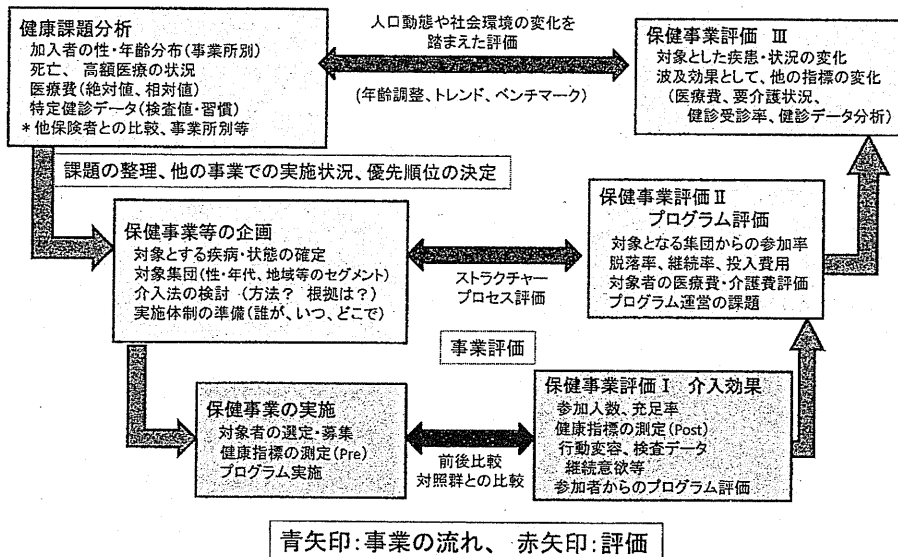 健康課題分析
加入者の性・年齢分布(事業所別)
死亡、高額医療の状況
医療費(絶対値、相対値)
特定健診データ(検査値・習慣)
*他保険者との比較、事業所別等
人口動態や社会環境の変化を
踏まえた評価
(年齢調整、トレンド、ベンチマーク)
保健事業評価 Ⅲ
対象とした疾患・状況の変化
波及効果として、他の指標の変化
(医療費、要介護状況、
健診受診率、健診データ分析)
課題の整理、他の事業での実施状況、優先順位の決定
保健事業等の企画
対象とする疾病・状態の確定
対象集団(性・年代、地域等のセグメント)
介入法の検討 (方法? 根拠は?)
実施体制の準備(誰が、いつ、どこで)
ストラクチャー
プロセス評価
保健事業評価Ⅱ
プログラム評価
対象となる集団からの参加率
脱落率、継続率、投入費用
対象者の医療費・介護費評価
プログラム運営の課題
事業評価
保健事業の実施
対象者の選定・募集
健康指標の測定(Pre)
プログラム実施
前後比較
対照群との比較
保健事業評価Ⅰ 介入効果
参加人数、充足率
健康指標の測定(Post)
行動変容、検査データ
継続意欲等
参加者からのプログラム評価
青矢印:事業の流れ、 赤矢印:評価